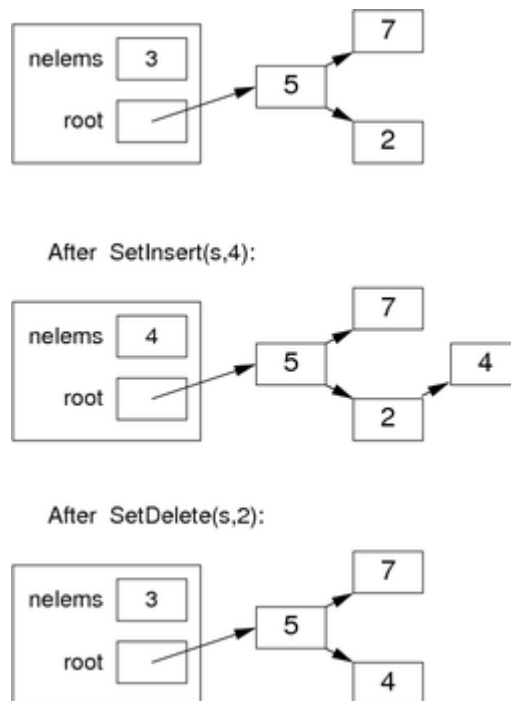 7
nelems 3
5
root
2
After SetInsert(s,4):
7
nelems 4
5 4
root
2
After SetDelete(s,2):
7
nelems 3
5
root
4